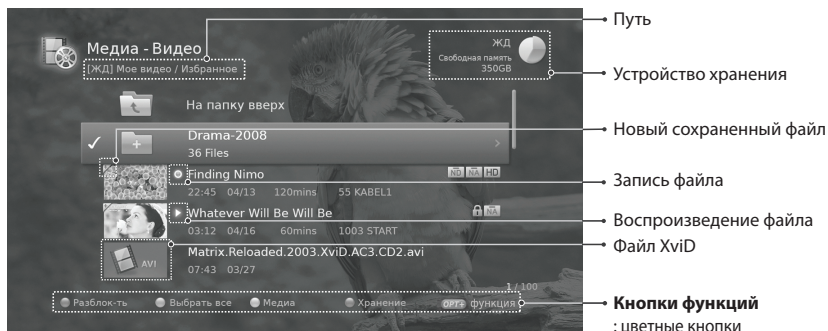 Медиа - Видео
[ЖД] Мое видео / Избранное
ЖД
Свободная память
350GB
На папку вверх
Drama-2008
36 Files
Finding Nimo
ND NA HD
22:45 04/13 120mins 55 KABEL1
Whatever Will Be Will Be
NA
03:12 04/16 60mins 1003 START
AVI
Matrix.Reloaded.2003.XviD.AC3.CD2.avi
07:43 03/27
1 / 100
Разблок-ть Выбрать все Медиа Хранение OPT+ функция
Путь
Устройство хранения
Новый сохраненный файл
Запись файла
Воспроизведение файла
Файл XviD
Кнопки функций
: цветные кнопки